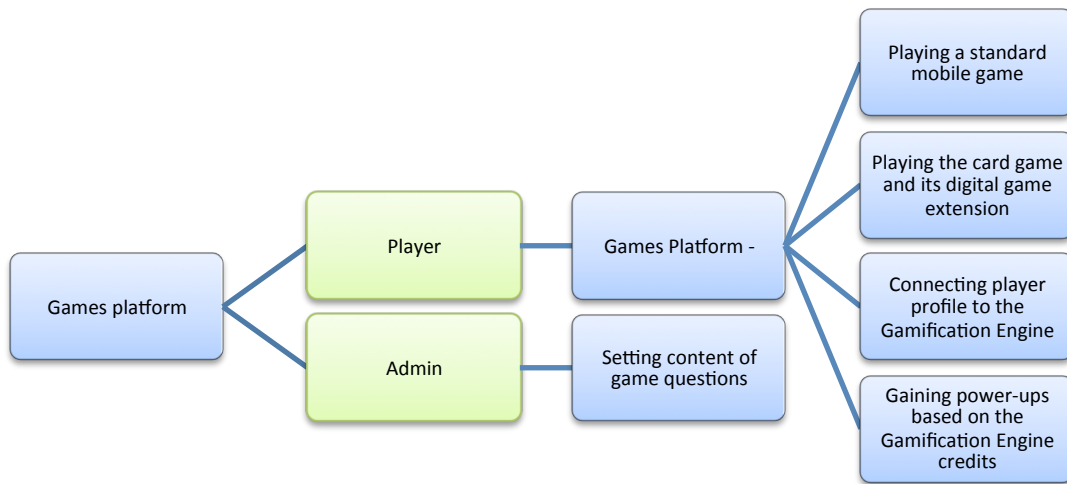 Games platform
Player
Admin
Games Platform -
Setting content of
game questions
Playing a standard
mobile game
Playing the card game
and its digital game
extension
Connecting player
profile to the
Gamification Engine
Gaining power-ups
based on the
Gamification Engine
credits